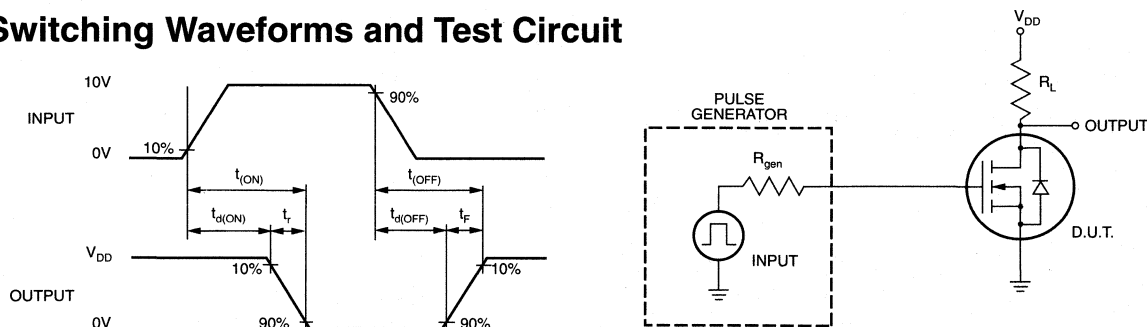 Switching Waveforms and Test Circuit
10V
INPUT
0V
10%
90%
t(ON)
t(OFF)
td(ON)
tr
td(OFF)
tF
VDD
10%
10%
OUTPUT
0V
90%
90%
PULSE
GENERATOR
Rgen
INPUT
VDD
RL
OUTPUT
D.U.T.